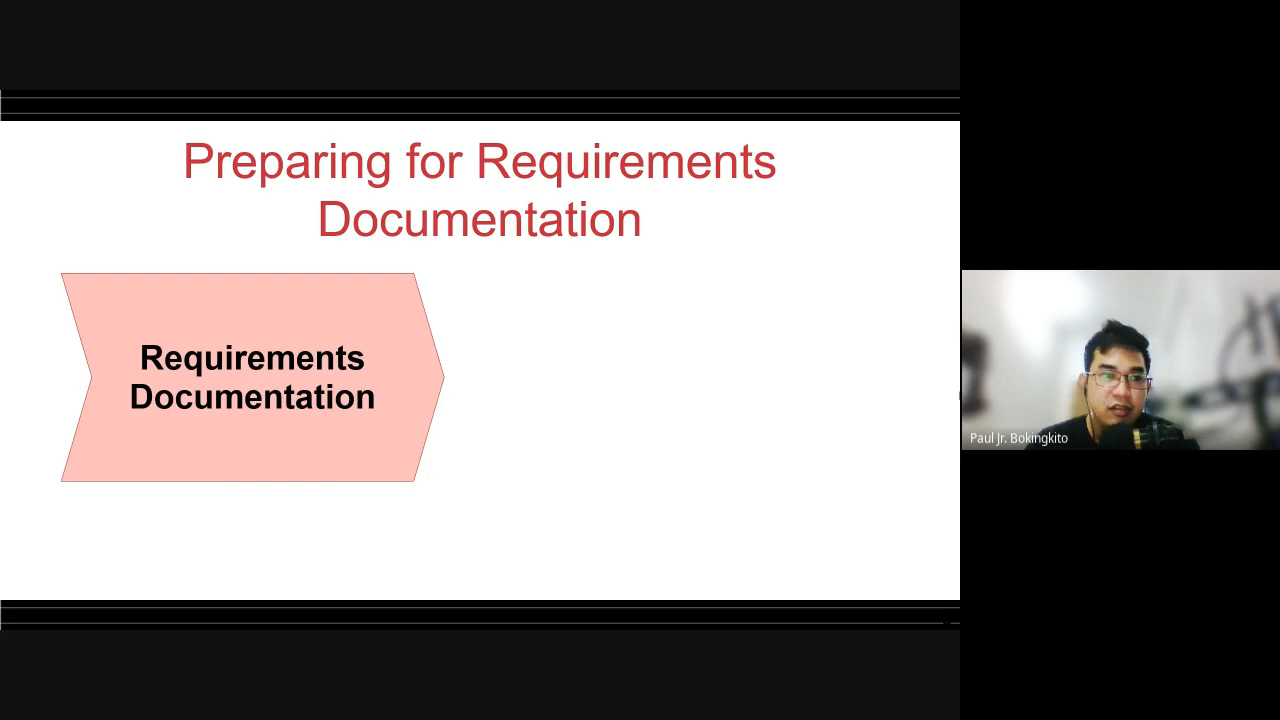 Preparing for Requirements
Documentation
Requirements
Documentation
Paul Jr. Bokingkito